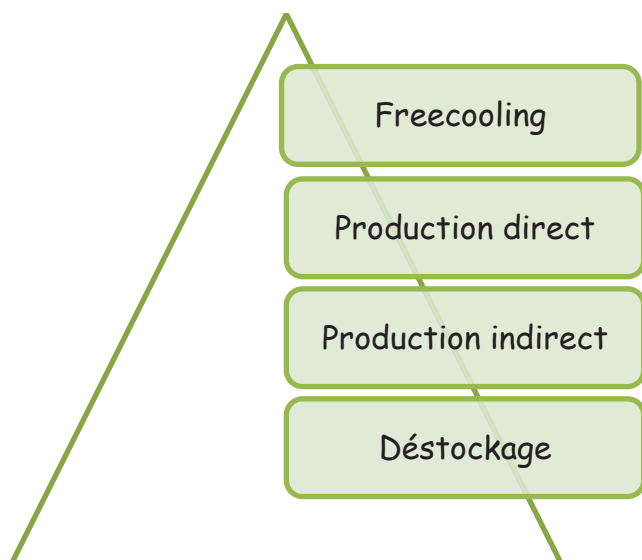 Freecooling
Production direct
Production indirect
Déstockage